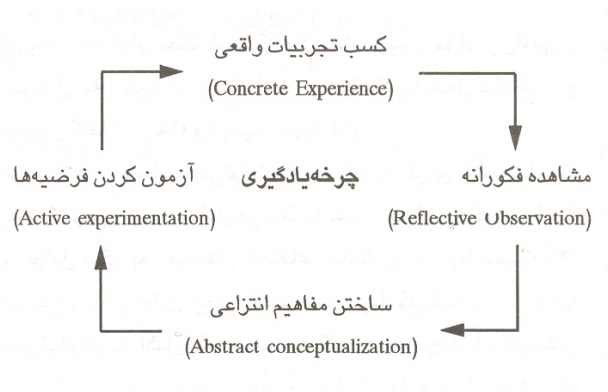 کسب تجربیات واقعی
(Concrete Experience)
مشاهده فکورانه
(Reflective Observation)
چرخه‌یادگیری
آزمون کردن فرضیه‌ها
(Active experimentation)
ساختن مفاهیم انتزاعی
(Abstract conceptualization)